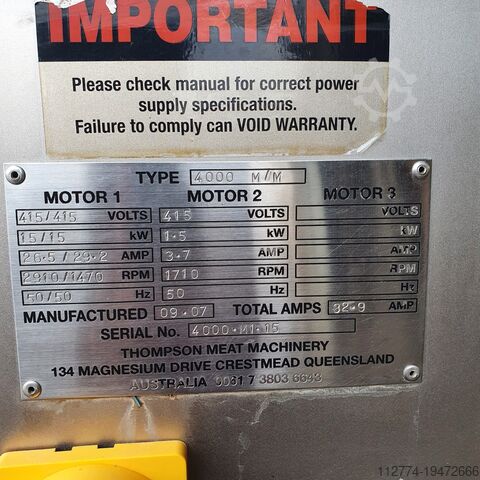 IMPORTANT
Please check manual for correct power
supply specifications.
Failure to comply can VOID WARRANTY.
TYPE 4000 M/M
MOTOR 1 MOTOR 2 MOTOR 3
415/415 VOLTS 415 VOLTS VOLTS
15/15 kW 1·5 kW kW
26·5/29·2 AMP 3·7 AMP AMP
2910/1470 RPM 1710 RPM RPM
50/50 Hz 50 Hz Hz
MANUFACTURED 09·07 TOTAL AMPS 32·9 AMP
SERIAL No. 4000·M1·15
THOMPSON MEAT MACHINERY
134 MAGNESIUM DRIVE CRESTMEAD QUEENSLAND
AUSTRALIA 0061 7 3803 6643
112774-19472666